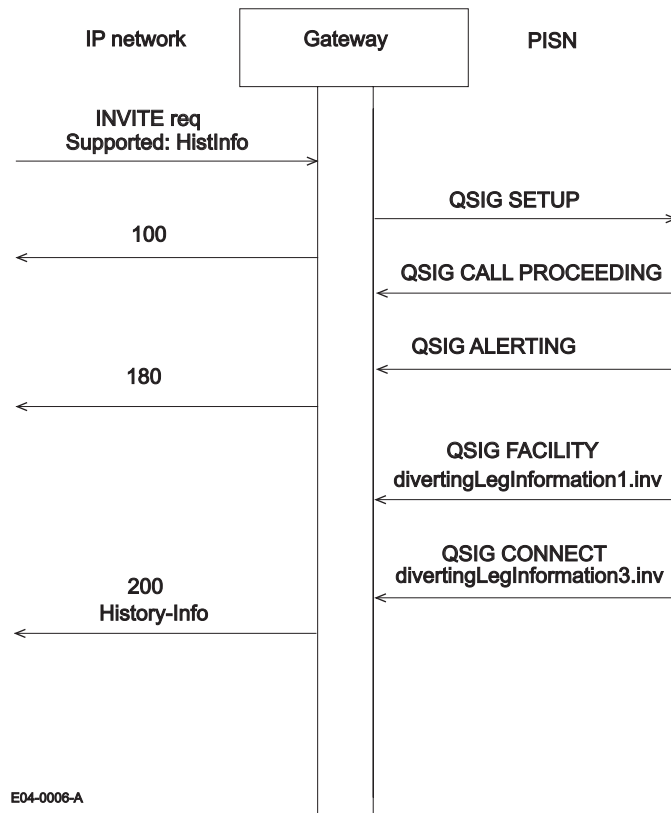 IP network
Gateway
PISN
INVITE req
Supported: HistInfo
QSIG SETUP
100
QSIG CALL PROCEEDING
QSIG ALERTING
180
QSIG FACILITY
divertingLegInformation1.inv
QSIG CONNECT
divertingLegInformation3.inv
200
History-Info
E04-0006-A